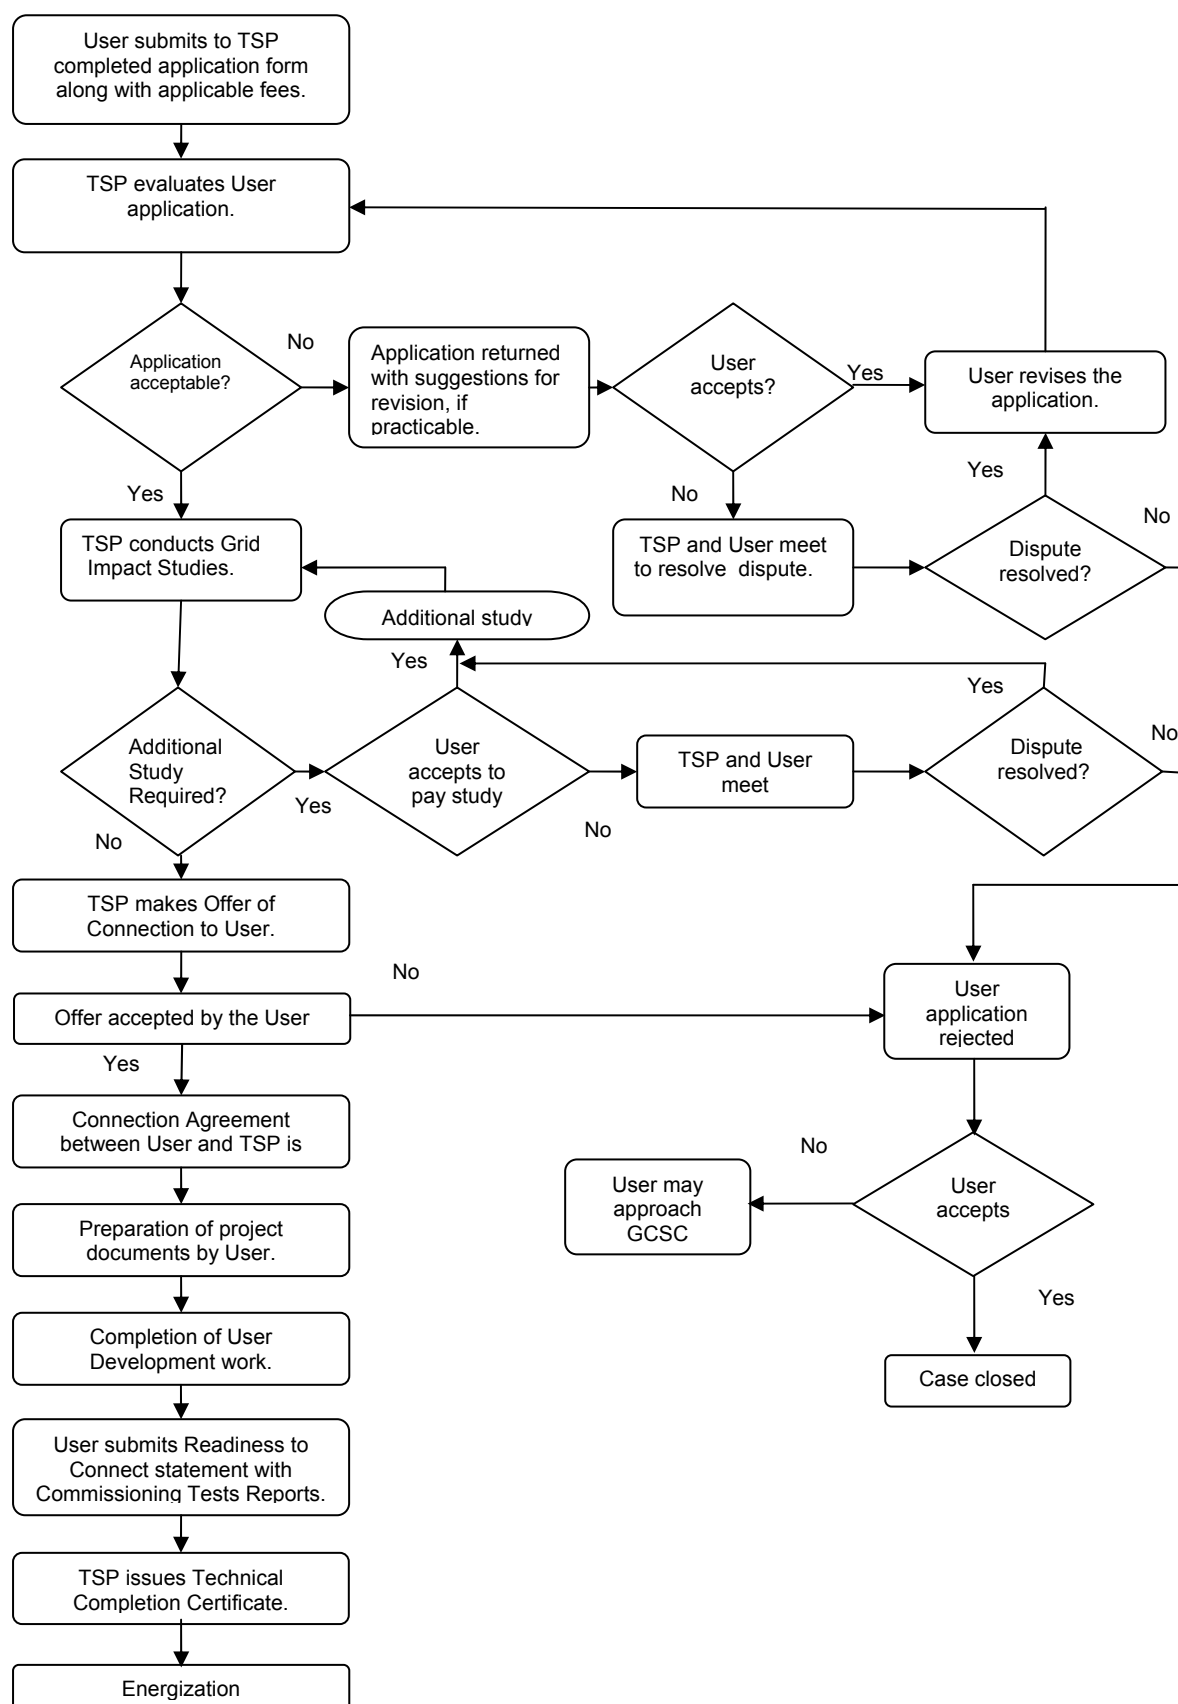 User submits to TSP
completed application form
along with applicable fees.
TSP evaluates User
application.
Application
acceptable?
No
Application returned
with suggestions for
revision, if
practicable.
User
accepts?
Yes
User revises the
application.
Yes
No
Yes
No
TSP conducts Grid
Impact Studies.
TSP and User meet
to resolve dispute.
Dispute
resolved?
Additional study
Yes
Yes
No
Additional
Study
Required?
Yes
User
accepts to
pay study
No
TSP and User
meet
Dispute
resolved?
No
TSP makes Offer of
Connection to User.
No
Offer accepted by the User
User
application
rejected
Yes
Connection Agreement
between User and TSP is
No
User may
approach
GCSC
User
accepts
Preparation of project
documents by User.
Yes
Completion of User
Development work.
Case closed
User submits Readiness to
Connect statement with
Commissioning Tests Reports.
TSP issues Technical
Completion Certificate.
Energization